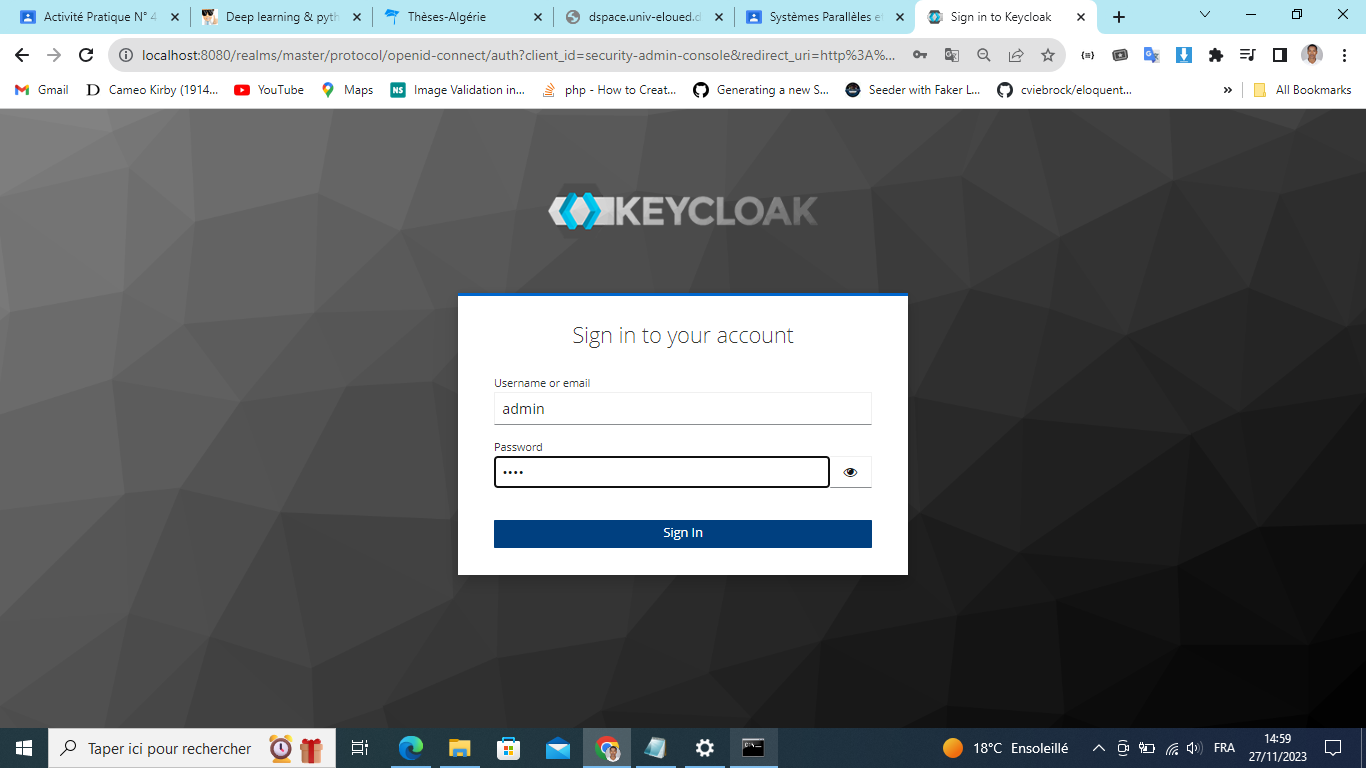 Activité Pratique N° 4
Deep learning & pyth
Thèses-Algérie
dspace.univ-eloued.d
Systèmes Parallèles et
Sign in to Keycloak
localhost:8080/realms/master/protocol/openid-connect/auth?client_id=security-admin-console&redirect_uri=http%3A%...
Gmail
Cameo Kirby (1914...
YouTube
Maps
NS
Image Validation in...
php - How to Creat...
Generating a new S...
Seeder with Faker L...
cviebrock/eloquent...
»
All Bookmarks
KEYCLOAK
Sign in to your account
Username or email
admin
Password
••••
Sign In
Taper ici pour rechercher
18°C Ensoleillé
FRA
14:59
27/11/2023